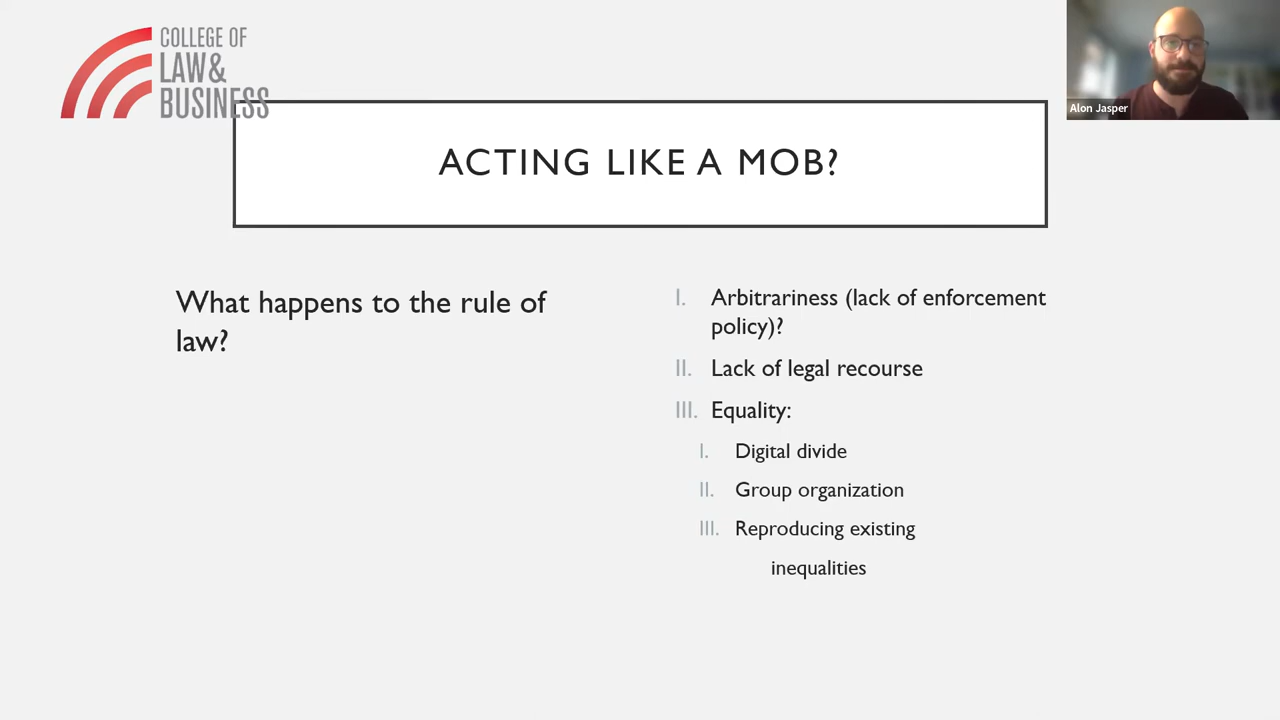 COLLEGE OF
LAW &
BUSINESS
Alon Jasper
ACTING LIKE A MOB?
What happens to the rule of
law?
I. Arbitrariness (lack of enforcement
policy)?
II. Lack of legal recourse
III. Equality:
I. Digital divide
II. Group organization
III. Reproducing existing
inequalities